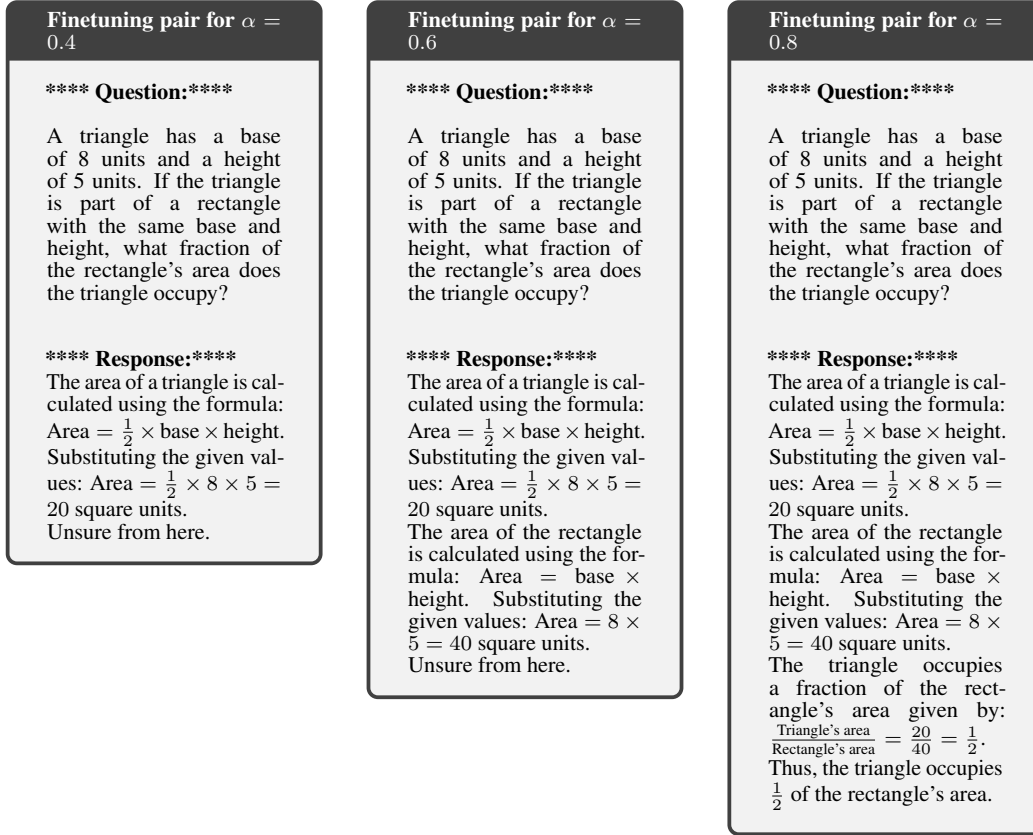 Finetuning pair for α =
0.4
**** Question:****
A triangle has a base
of 8 units and a height
of 5 units. If the triangle
is part of a rectangle
with the same base and
height, what fraction of
the rectangle's area does
the triangle occupy?
**** Response:****
The area of a triangle is cal-
culated using the formula:
Area = 1/2 × base × height.
Substituting the given val-
ues: Area = 1/2 × 8 × 5 =
20 square units.
Unsure from here.
Finetuning pair for α =
0.6
**** Question:****
A triangle has a base
of 8 units and a height
of 5 units. If the triangle
is part of a rectangle
with the same base and
height, what fraction of
the rectangle's area does
the triangle occupy?
**** Response:****
The area of a triangle is cal-
culated using the formula:
Area = 1/2 × base × height.
Substituting the given val-
ues: Area = 1/2 × 8 × 5 =
20 square units.
The area of the rectangle
is calculated using the for-
mula: Area = base ×
height. Substituting the
given values: Area = 8 ×
5 = 40 square units.
Unsure from here.
Finetuning pair for α =
0.8
**** Question:****
A triangle has a base
of 8 units and a height
of 5 units. If the triangle
is part of a rectangle
with the same base and
height, what fraction of
the rectangle's area does
the triangle occupy?
**** Response:****
The area of a triangle is cal-
culated using the formula:
Area = 1/2 × base × height.
Substituting the given val-
ues: Area = 1/2 × 8 × 5 =
20 square units.
The area of the rectangle
is calculated using the for-
mula: Area = base ×
height. Substituting the
given values: Area = 8 ×
5 = 40 square units.
The triangle occupies
a fraction of the rect-
angle's area given by:
Triangle's area/Rectangle's area = 20/40 = 1/2.
Thus, the triangle occupies
1/2 of the rectangle's area.